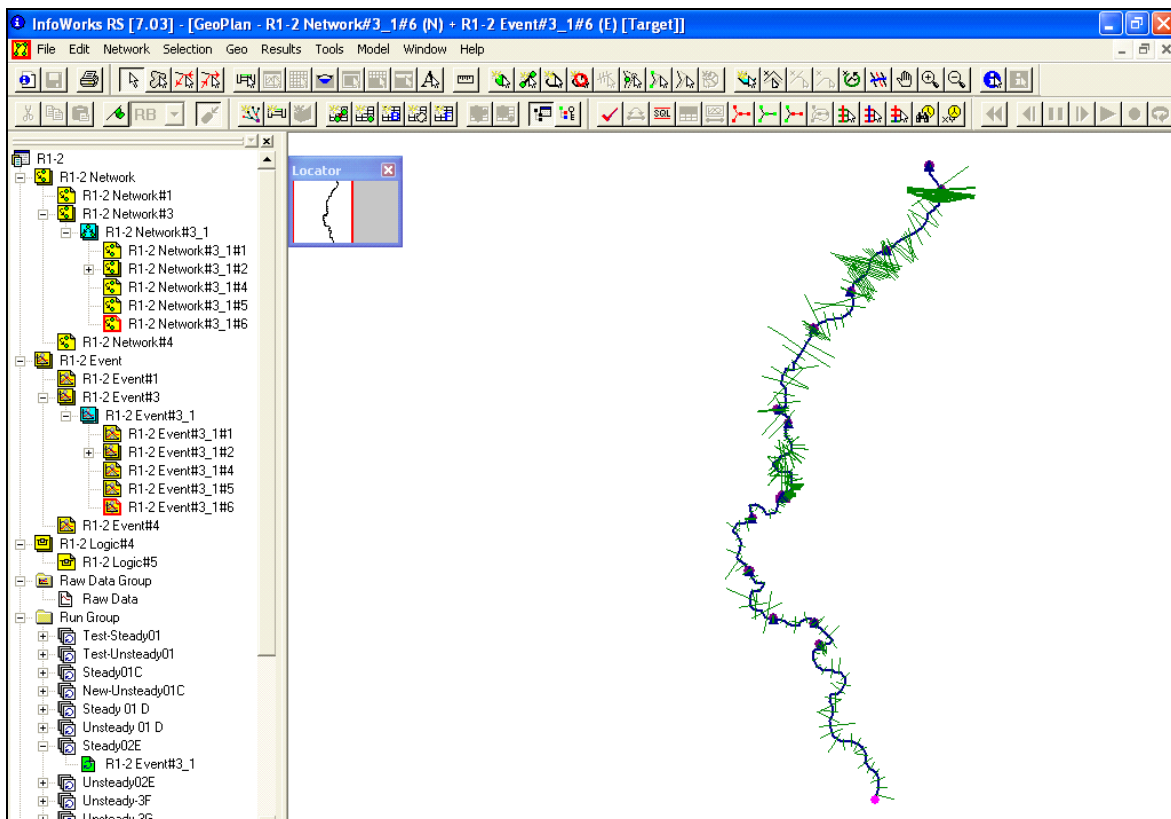 InfoWorks RS [7.03] - [GeoPlan - R1-2 Network#3_1#6 (N) + R1-2 Event#3_1#6 (E) [Target]]
File Edit Network Selection Geo Results Tools Model Window Help
RB
SQL
R1-2
R1-2 Network
R1-2 Network#1
R1-2 Network#3
R1-2 Network#3_1
R1-2 Network#3_1#1
R1-2 Network#3_1#2
R1-2 Network#3_1#4
R1-2 Network#3_1#5
R1-2 Network#3_1#6
R1-2 Network#4
R1-2 Event
R1-2 Event#1
R1-2 Event#3
R1-2 Event#3_1
R1-2 Event#3_1#1
R1-2 Event#3_1#2
R1-2 Event#3_1#4
R1-2 Event#3_1#5
R1-2 Event#3_1#6
R1-2 Event#4
R1-2 Logic#4
R1-2 Logic#5
Raw Data Group
Raw Data
Run Group
Test-Steady01
Test-Unsteady01
Steady01C
New-Unsteady01C
Steady 01 D
Unsteady 01 D
Steady02E
R1-2 Event#3_1
Unsteady02E
Unsteady-3F
Unsteady-3G
Locator